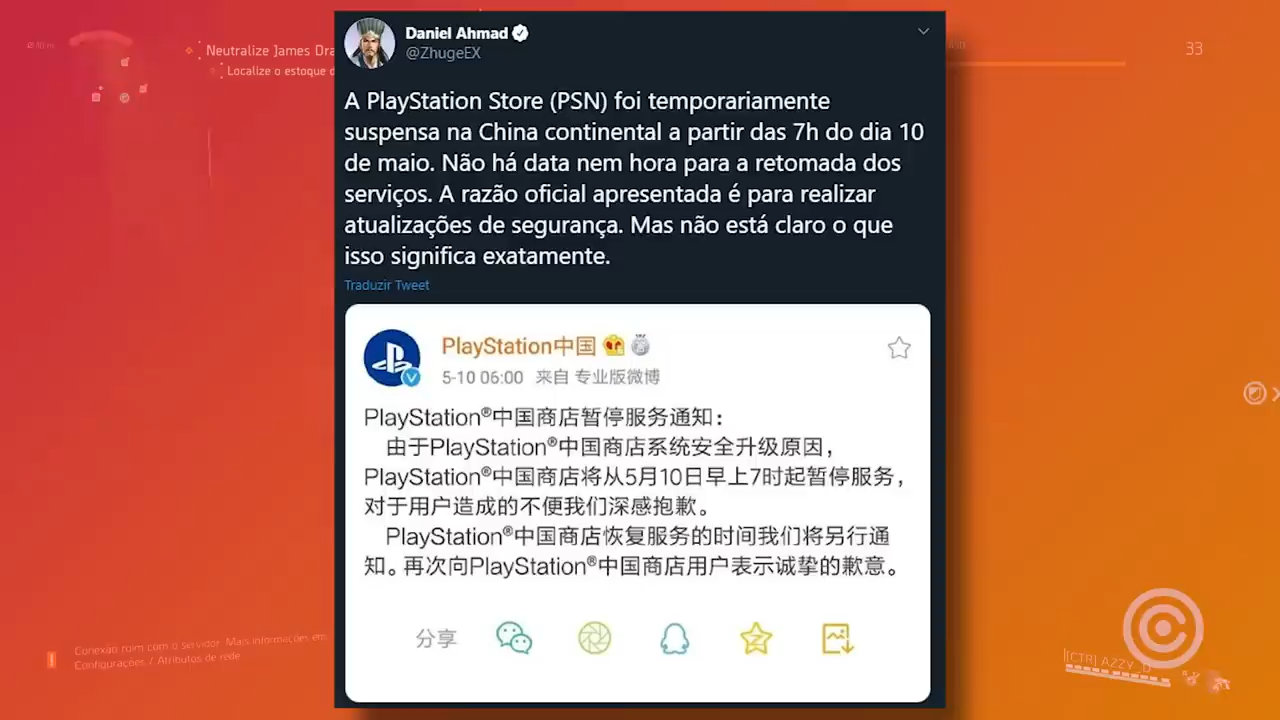 Daniel Ahmad
@ZhugeEX
Neutralize James Dra
Localize o estoque d
33
A PlayStation Store (PSN) foi temporariamente
suspensa na China continental a partir das 7h do dia 10
de maio. Não há data nem hora para a retomada dos
serviços. A razão oficial apresentada é para realizar
atualizações de segurança. Mas não está claro o que
isso significa exatamente.
Traduzir Tweet
PlayStation中国
5-10 06:00 来自 专业版微博
PlayStation®中国商店暂停服务通知：
由于PlayStation®中国商店系统安全升级原因，
PlayStation®中国商店将从5月10日早上7时起暂停服务，
对于用户造成的不便我们深感抱歉。
PlayStation®中国商店恢复服务的时间我们将另行通
知。再次向PlayStation®中国商店用户表示诚挚的歉意。
分享
Conexão ruim com o servidor. Mais informações em
Configurações / Atributos de rede
[CTR] AZZY_D